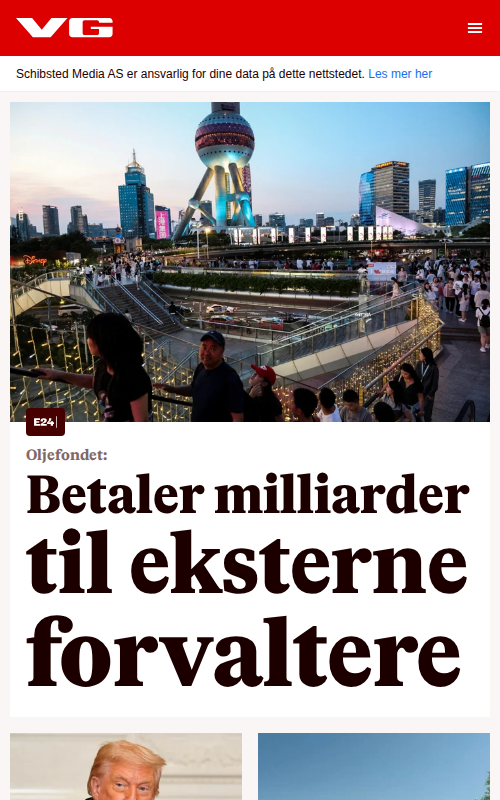 VG
Schibsted Media AS er ansvarlig for dine data på dette nettstedet. Les mer her
Disney
E24
Oljefondet:
Betaler milliarder
til eksterne
forvaltere